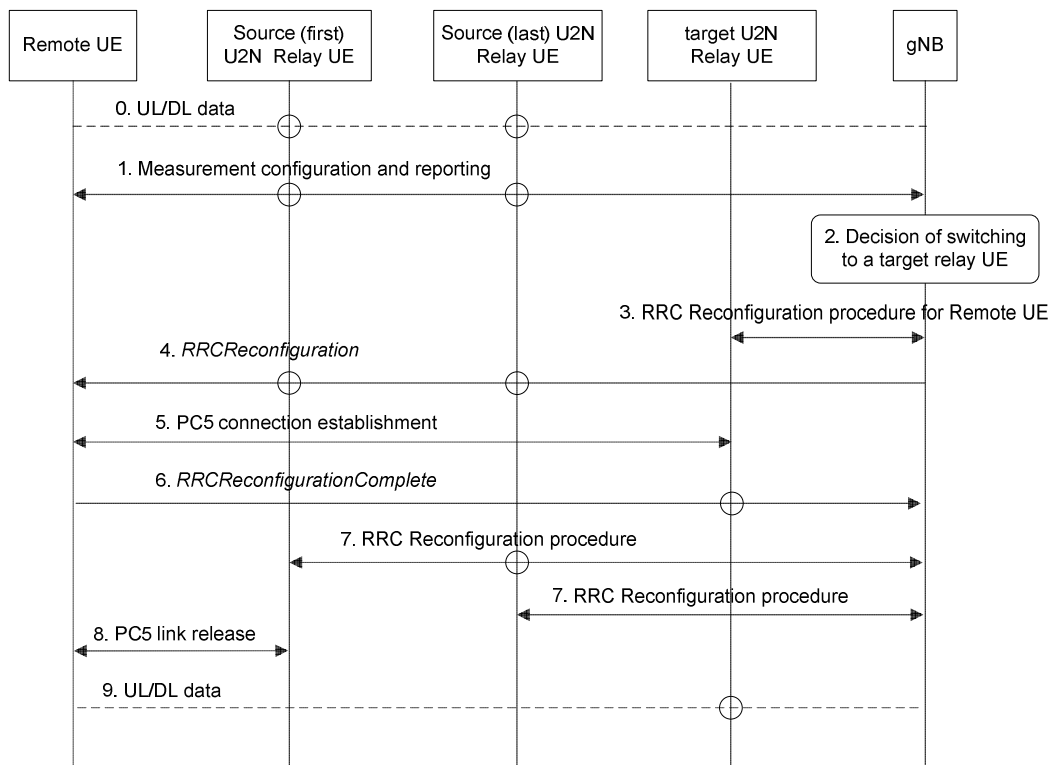 Remote UE
Source (first)
U2N Relay UE
Source (last) U2N
Relay UE
target U2N
Relay UE
gNB
0. UL/DL data
1. Measurement configuration and reporting
2. Decision of switching
to a target relay UE
3. RRC Reconfiguration procedure for Remote UE
4. RRCReconfiguration
5. PC5 connection establishment
6. RRCReconfigurationComplete
7. RRC Reconfiguration procedure
7. RRC Reconfiguration procedure
8. PC5 link release
9. UL/DL data